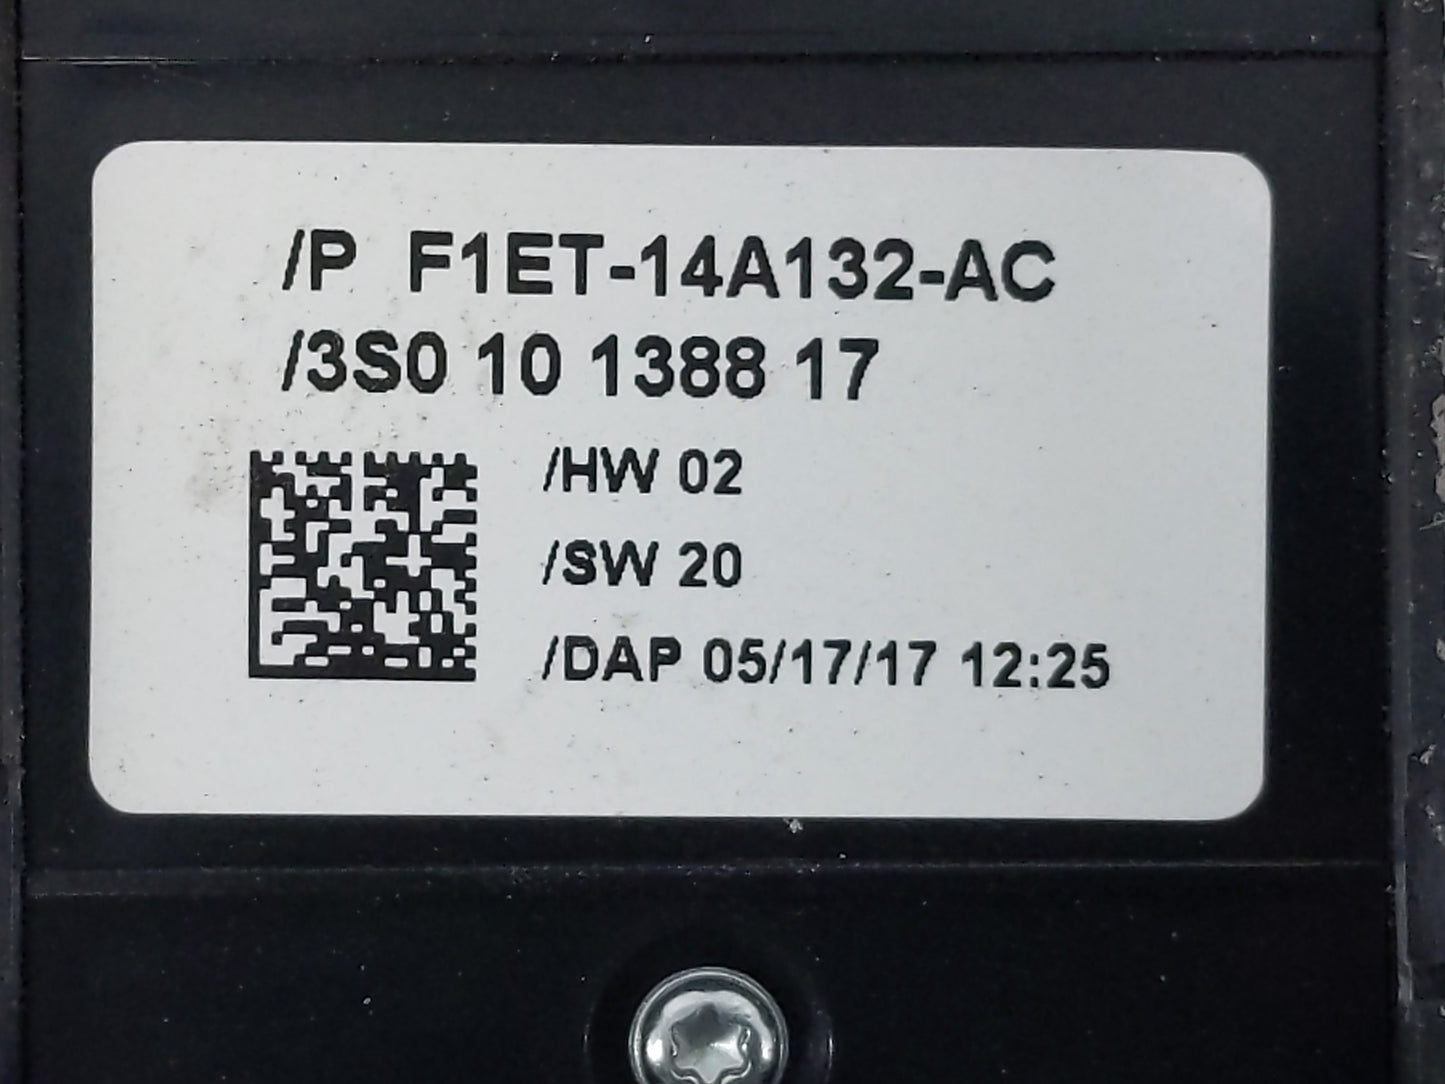 /P F1ET-14A132-AC
/3S0 10 1388 17
/HW 02
/SW 20
/DAP 05/17/17 12:25